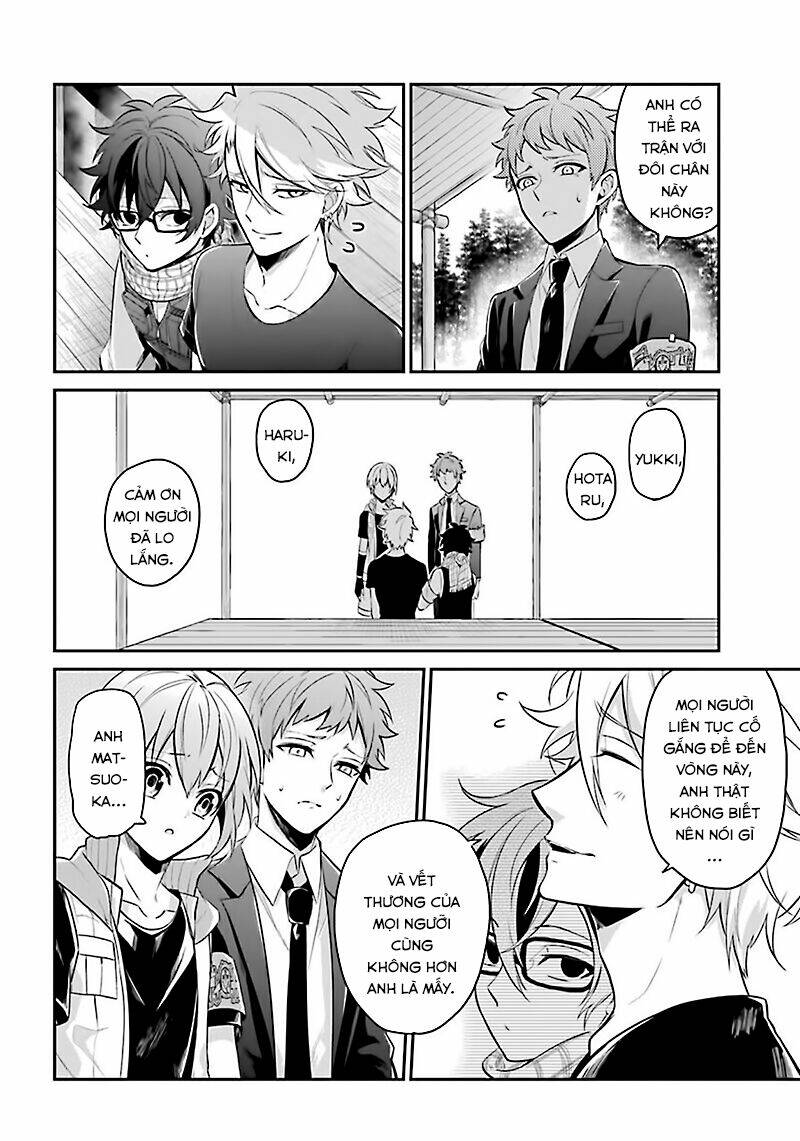 ANH CÓ
THỂ RA
TRẬN VỚI
ĐÔI CHÂN
NÀY
KHÔNG?
YUKKI,
HOTA
RU,
HARU-
KI,
CẢM ƠN
MỌI NGƯỜI
ĐÃ LO
LẮNG.
MỌI NGƯỜI
LIÊN TỤC CỐ
GẮNG ĐỂ ĐẾN
VÒNG NÀY,
ANH THẬT
KHÔNG BIẾT
NÊN NÓI GÌ
...
VÀ VẾT
THƯƠNG CỦA
MỌI NGƯỜI
CŨNG
KHÔNG HƠN
ANH LÀ MẤY.
ANH
MAT-
SUO-
KA...